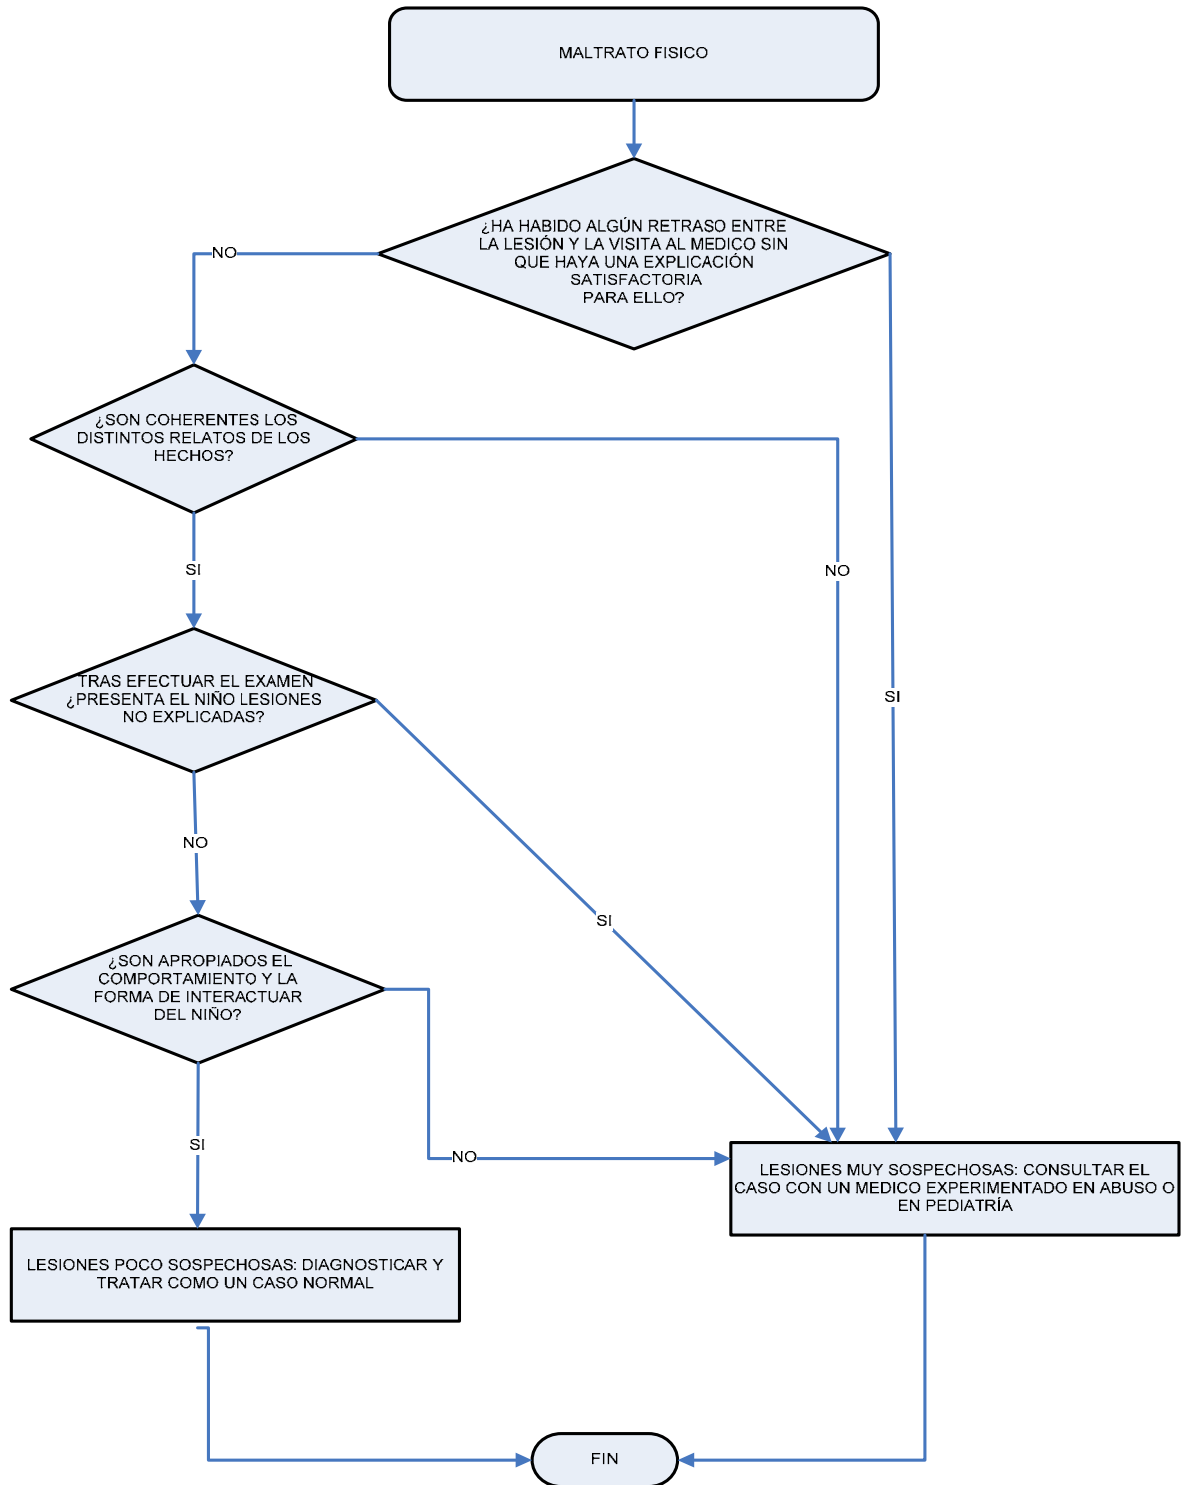 MALTRATO FISICO
¿HA HABIDO ALGÚN RETRASO ENTRE
LA LESIÓN Y LA VISITA AL MEDICO SIN
QUE HAYA UNA EXPLICACIÓN
SATISFACTORIA
PARA ELLO?
NO
¿SON COHERENTES LOS
DISTINTOS RELATOS DE LOS
HECHOS?
SI
NO
TRAS EFECTUAR EL EXAMEN
¿PRESENTA EL NIÑO LESIONES
NO EXPLICADAS?
SI
NO
SI
¿SON APROPIADOS EL
COMPORTAMIENTO Y LA
FORMA DE INTERACTUAR
DEL NIÑO?
SI
NO
LESIONES MUY SOSPECHOSAS: CONSULTAR EL
CASO CON UN MEDICO EXPERIMENTADO EN ABUSO O
EN PEDIATRÍA
LESIONES POCO SOSPECHOSAS: DIAGNOSTICAR Y
TRATAR COMO UN CASO NORMAL
FIN